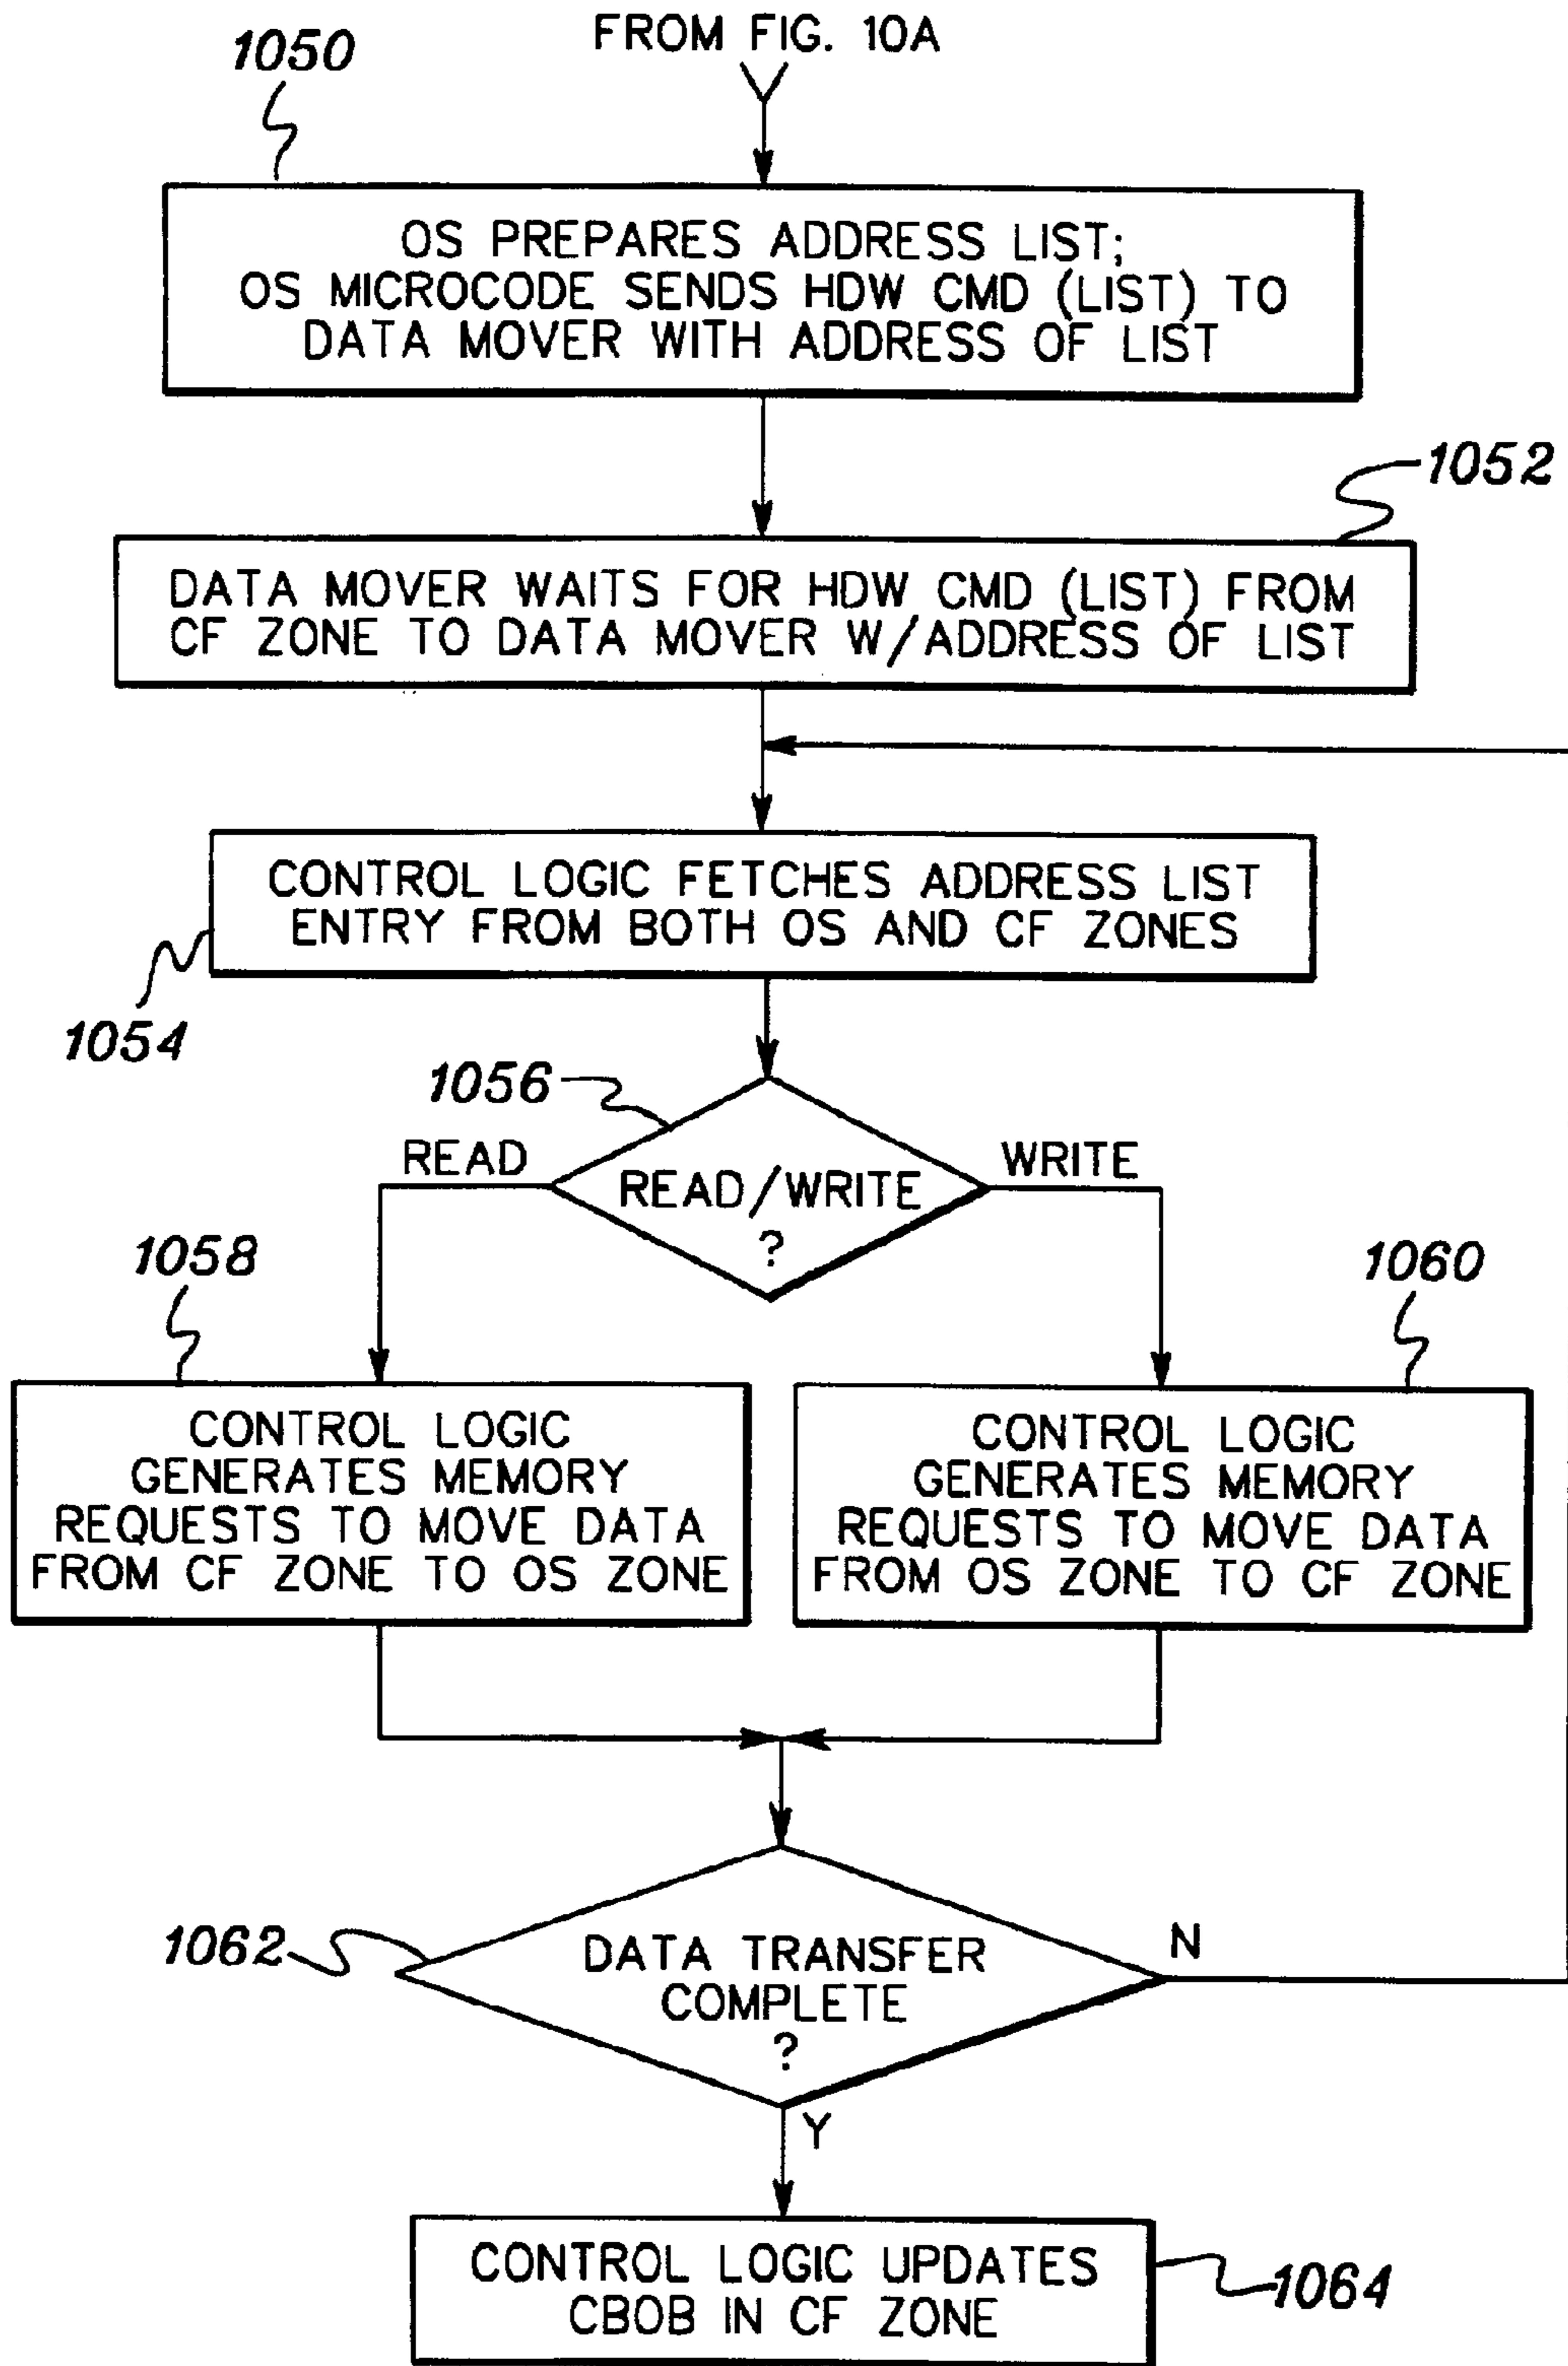 FROM FIG. 10A
1050
OS PREPARES ADDRESS LIST;
OS MICROCODE SENDS HDW CMD (LIST) TO
DATA MOVER WITH ADDRESS OF LIST
1052
DATA MOVER WAITS FOR HDW CMD (LIST) FROM
CF ZONE TO DATA MOVER W/ADDRESS OF LIST
CONTROL LOGIC FETCHES ADDRESS LIST
ENTRY FROM BOTH OS AND CF ZONES
1054
1056
READ
READ/WRITE
?
WRITE
1058
1060
CONTROL LOGIC
GENERATES MEMORY
REQUESTS TO MOVE DATA
FROM CF ZONE TO OS ZONE
CONTROL LOGIC
GENERATES MEMORY
REQUESTS TO MOVE DATA
FROM OS ZONE TO CF ZONE
1062
DATA TRANSFER
COMPLETE
?
N
Y
CONTROL LOGIC UPDATES
CBOB IN CF ZONE
1064